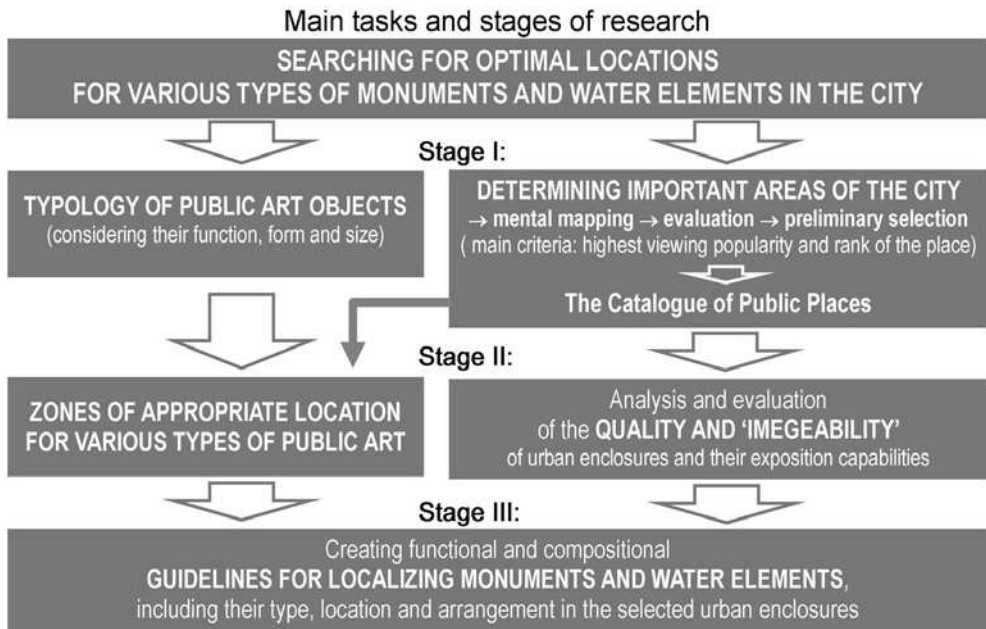 Main tasks and stages of research
SEARCHING FOR OPTIMAL LOCATIONS
FOR VARIOUS TYPES OF MONUMENTS AND WATER ELEMENTS IN THE CITY
Stage I:
TYPOLOGY OF PUBLIC ART OBJECTS
(considering their function, form and size)
DETERMINING IMPORTANT AREAS OF THE CITY
→ mental mapping → evaluation → preliminary selection
( main criteria: highest viewing popularity and rank of the place)
The Catalogue of Public Places
Stage II:
ZONES OF APPROPRIATE LOCATION
FOR VARIOUS TYPES OF PUBLIC ART
Analysis and evaluation
of the QUALITY AND ‘IMEGEABILITY’
of urban enclosures and their exposition capabilities
Stage III:
Creating functional and compositional
GUIDELINES FOR LOCALIZING MONUMENTS AND WATER ELEMENTS,
including their type, location and arrangement in the selected urban enclosures